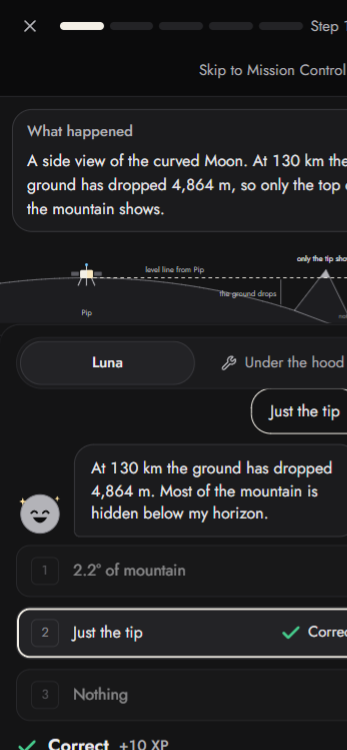 Step 1
Skip to Mission Control
What happened
A side view of the curved Moon. At 130 km the
ground has dropped 4,864 m, so only the top
the mountain shows.
only the tip sho
level line from Pip
the ground drops
Pip
Luna
Under the hood
Just the tip
At 130 km the ground has dropped
4,864 m. Most of the mountain is
hidden below my horizon.
1 2.2° of mountain
2 Just the tip Correc
3 Nothing
Correct +10 XP